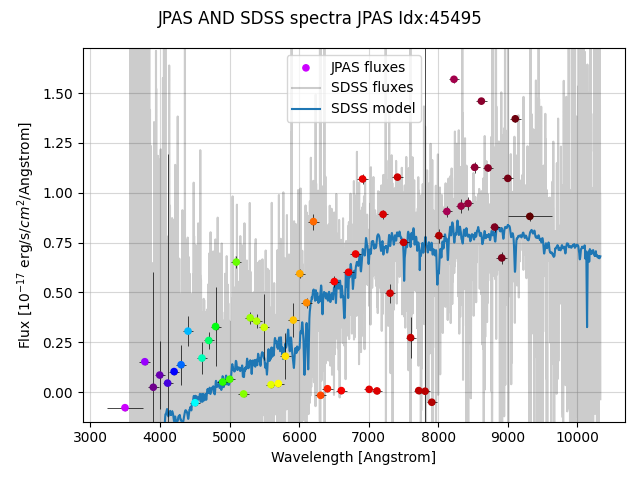 JPAS AND SDSS spectra JPAS Idx:45495
JPAS fluxes
SDSS fluxes
SDSS model
1.50
1.25
1.00
0.75
0.50
0.25
0.00
Flux [10⁻¹⁷ erg/s/cm²/Angstrom]
3000 4000 5000 6000 7000 8000 9000 10000
Wavelength [Angstrom]